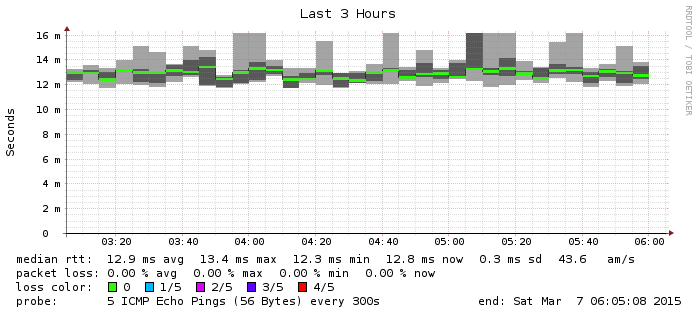 Last 3 Hours
RRDTOOL / TOBI OETIKER
Seconds
16 m
14 m
12 m
10 m
8 m
6 m
4 m
2 m
0
03:20 03:40 04:00 04:20 04:40 05:00 05:20 05:40 06:00
median rtt: 12.9 ms avg 13.4 ms max 12.3 ms min 12.8 ms now 0.3 ms sd 43.6 am/s
packet loss: 0.00 % avg 0.00 % max 0.00 % min 0.00 % now
loss color: 0 1/5 2/5 3/5 4/5
probe: 5 ICMP Echo Pings (56 Bytes) every 300s end: Sat Mar 7 06:05:08 2015